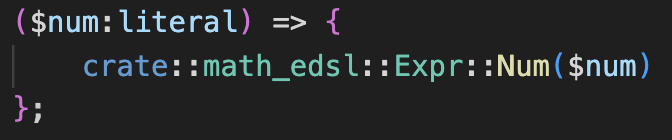 ($num:literal) => {
    crate::math_edsl::Expr::Num($num)
};